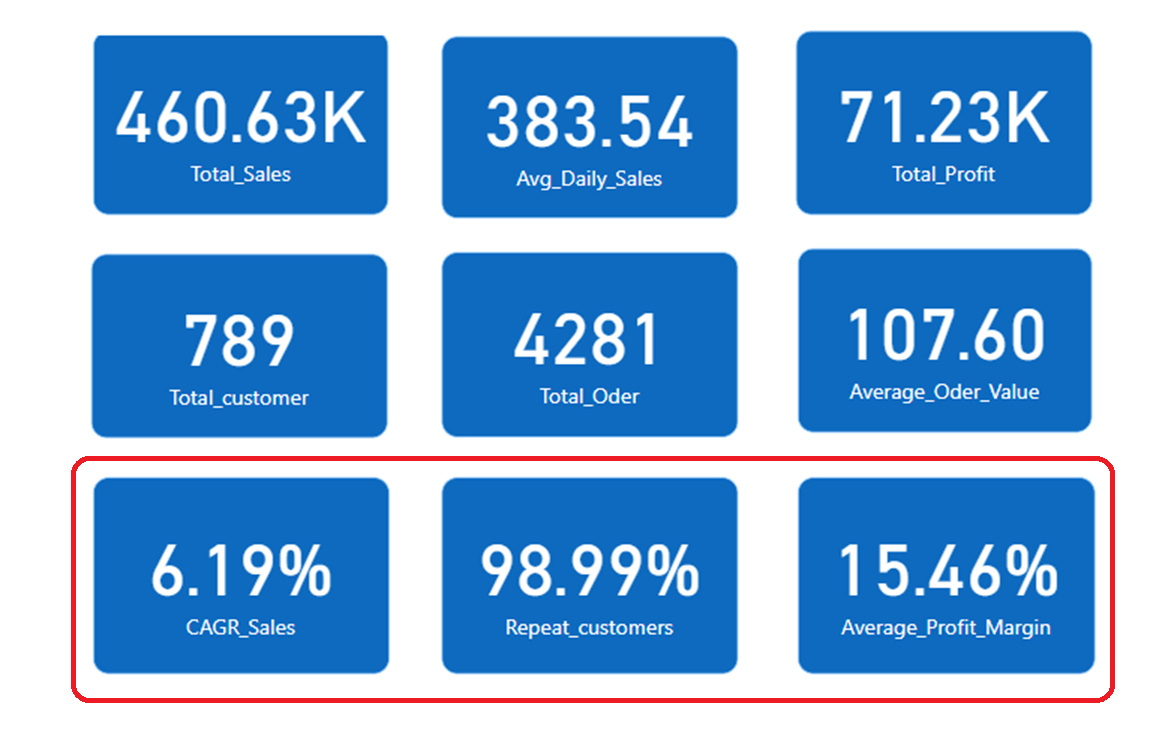 460.63K
Total_Sales
383.54
Avg_Daily_Sales
71.23K
Total_Profit
789
Total_customer
4281
Total_Oder
107.60
Average_Oder_Value
6.19%
CAGR_Sales
98.99%
Repeat_customers
15.46%
Average_Profit_Margin